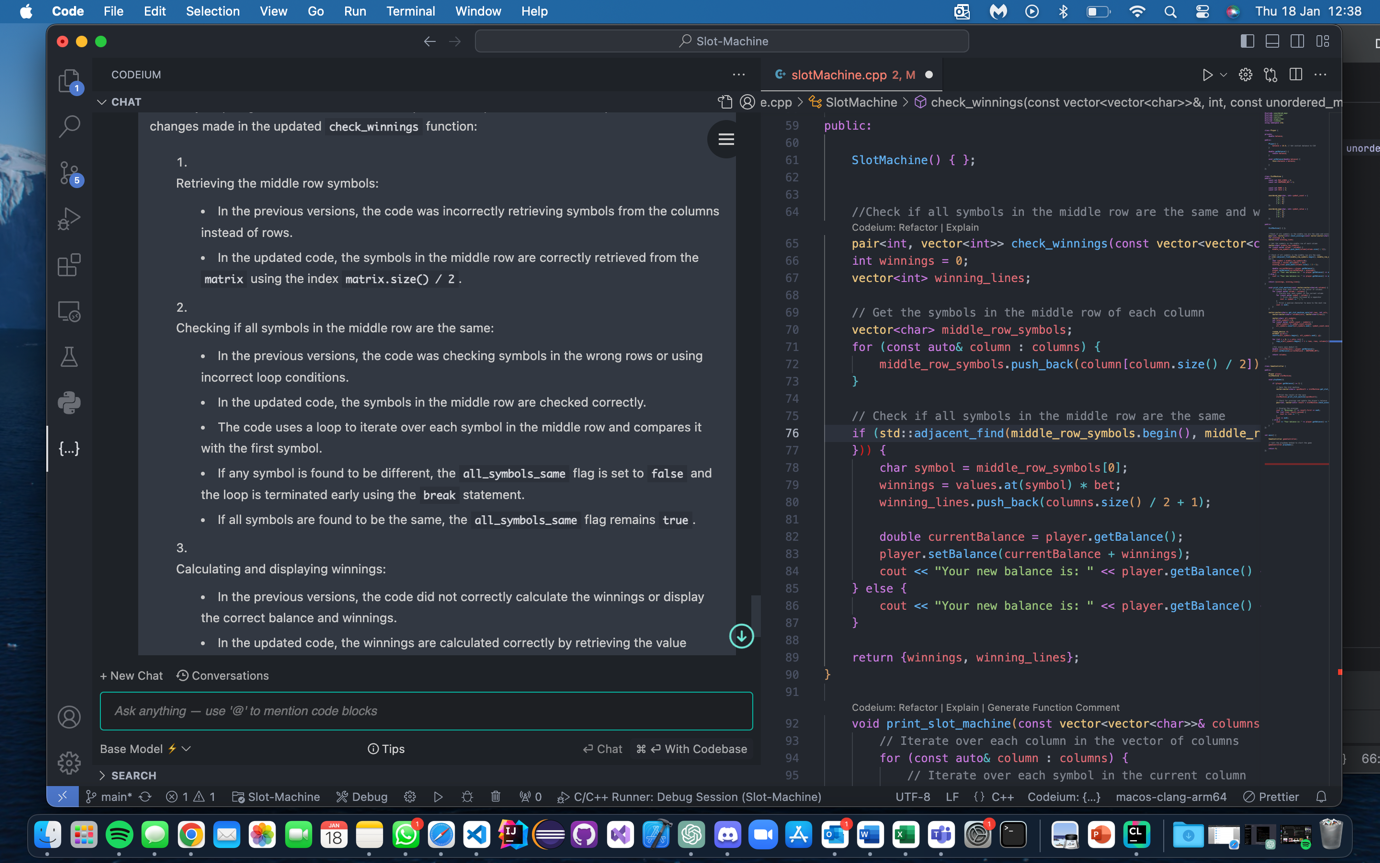 Code File Edit Selection View Go Run Terminal Window Help Thu 18 Jan 12:38
Slot-Machine
CODEIUM
CHAT
changes made in the updated check_winnings function:
1.
Retrieving the middle row symbols:
• In the previous versions, the code was incorrectly retrieving symbols from the columns
instead of rows.
• In the updated code, the symbols in the middle row are correctly retrieved from the
matrix using the index matrix.size() / 2.
2.
Checking if all symbols in the middle row are the same:
• In the previous versions, the code was checking symbols in the wrong rows or using
incorrect loop conditions.
• In the updated code, the symbols in the middle row are checked correctly.
• The code uses a loop to iterate over each symbol in the middle row and compares it
with the first symbol.
• If any symbol is found to be different, the all_symbols_same flag is set to false and
the loop is terminated early using the break statement.
• If all symbols are found to be the same, the all_symbols_same flag remains true.
3.
Calculating and displaying winnings:
• In the previous versions, the code did not correctly calculate the winnings or display
the correct balance and winnings.
• In the updated code, the winnings are calculated correctly by retrieving the value
+ New Chat Conversations
Ask anything — use '@' to mention code blocks
Base Model Tips Chat With Codebase
SEARCH
slotMachine.cpp 2, M
e.cpp > SlotMachine > check_winnings(const vector<vector<char>>&, int, const unordered_m
59 public:
60
61 SlotMachine() { };
62
63
64 //Check if all symbols in the middle row are the same and w
Codeium: Refactor | Explain
65 pair<int, vector<int>> check_winnings(const vector<vector<c
66 int winnings = 0;
67 vector<int> winning_lines;
68
69 // Get the symbols in the middle row of each column
70 vector<char> middle_row_symbols;
71 for (const auto& column : columns) {
72 middle_row_symbols.push_back(column[column.size() / 2])
73 }
74
75 // Check if all symbols in the middle row are the same
76 if (std::adjacent_find(middle_row_symbols.begin(), middle_r
77 })) {
78 char symbol = middle_row_symbols[0];
79 winnings = values.at(symbol) * bet;
80 winning_lines.push_back(columns.size() / 2 + 1);
81
82 double currentBalance = player.getBalance();
83 player.setBalance(currentBalance + winnings);
84 cout << "Your new balance is: " << player.getBalance()
85 } else {
86 cout << "Your new balance is: " << player.getBalance()
87 }
88
89 return {winnings, winning_lines};
90 }
91
Codeium: Refactor | Explain | Generate Function Comment
92 void print_slot_machine(const vector<vector<char>>& columns
93 // Iterate over each column in the vector of columns
94 for (const auto& column : columns) {
95 // Iterate over each symbol in the current column
unorde
66:
1
5
{...}
main* 1 1 Slot-Machine Debug 0 C/C++ Runner: Debug Session (Slot-Machine) UTF-8 LF {} C++ Codeium: {...} macos-clang-arm64 Prettier
JAN
18
1
1
1
CL